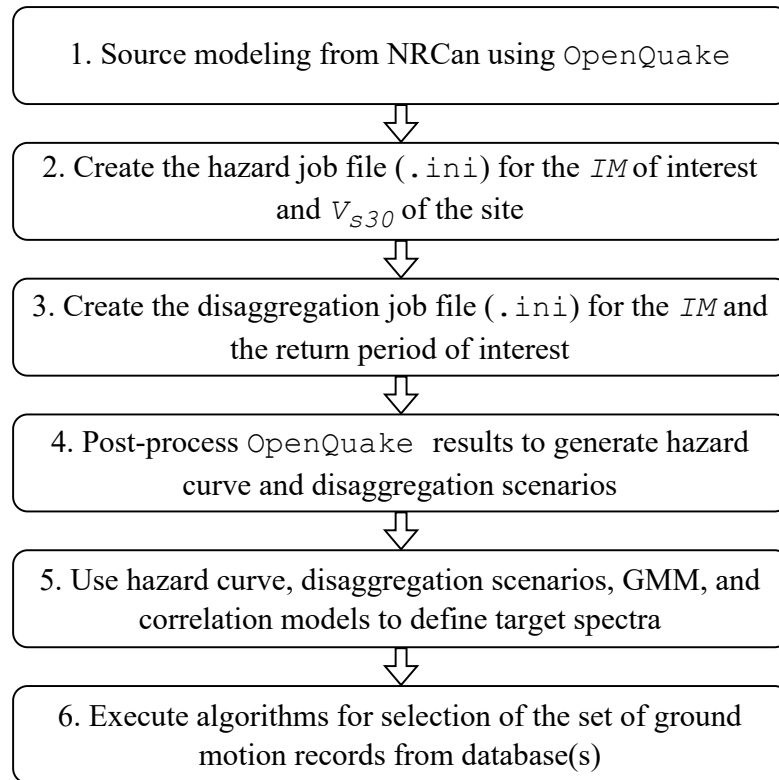 1. Source modeling from NRCan using OpenQuake
2. Create the hazard job file (.ini) for the IM of interest
and Vs30 of the site
3. Create the disaggregation job file (.ini) for the IM and
the return period of interest
4. Post-process OpenQuake results to generate hazard
curve and disaggregation scenarios
5. Use hazard curve, disaggregation scenarios, GMM, and
correlation models to define target spectra
6. Execute algorithms for selection of the set of ground
motion records from database(s)